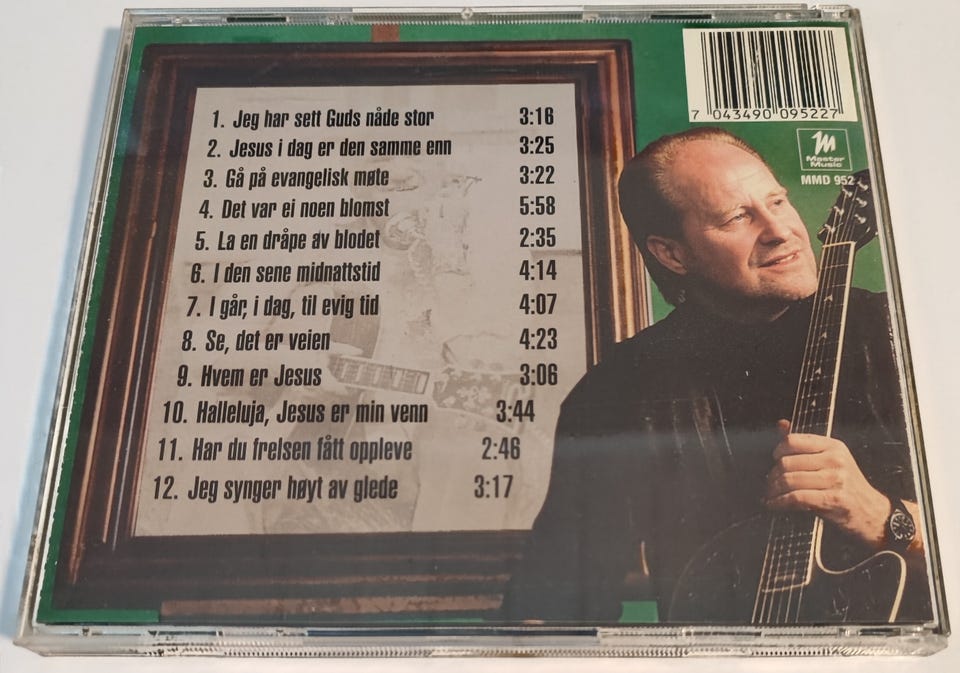 1. Jeg har sett Guds nåde stor 3:16
2. Jesus i dag er den samme enn 3:25
3. Gå på evangelisk møte 3:22
4. Det var ei noen blomst 5:58
5. La en dråpe av blodet 2:35
6. I den sene midnattstid 4:14
7. I går, i dag, til evig tid 4:07
8. Se, det er veien 4:23
9. Hvem er Jesus 3:06
10. Halleluja, Jesus er min venn 3:44
11. Har du frelsen fått oppleve 2:46
12. Jeg synger høyt av glede 3:17
7 043490 095227
Master
Music
MMD 952